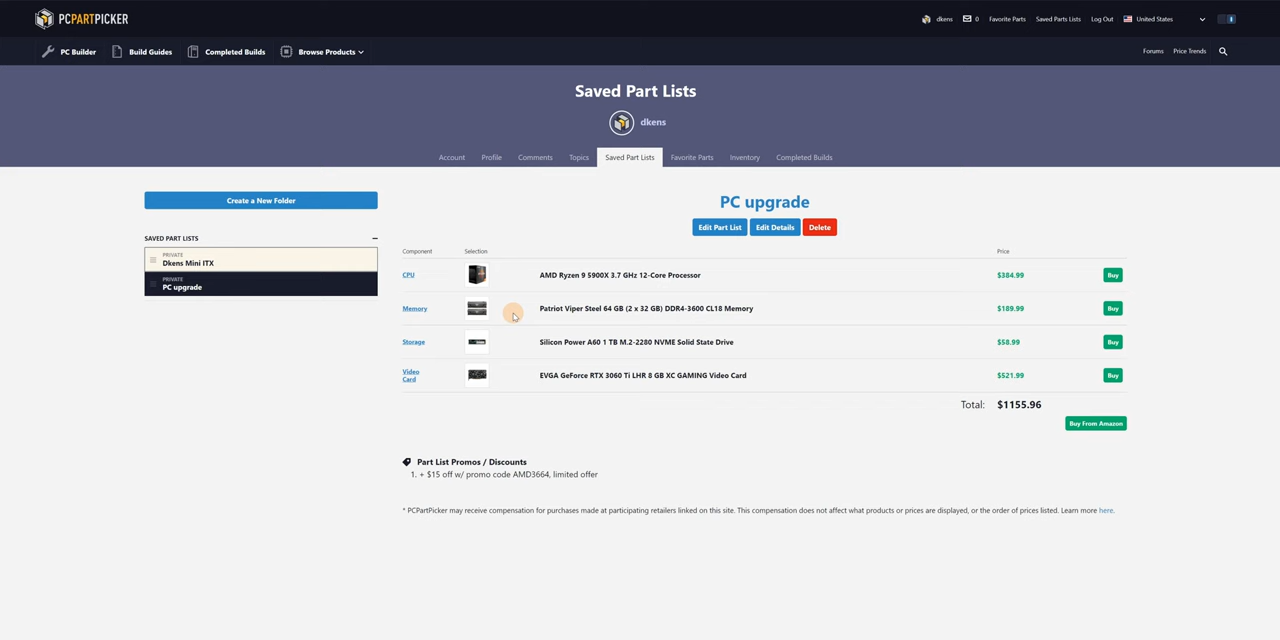 PCPARTPICKER
dkens 0 Favorite Parts Saved Parts Lists Log Out United States
PC Builder Build Guides Completed Builds Browse Products
Forums Price Trends
Saved Part Lists
dkens
Account Profile Comments Topics Saved Part Lists Favorite Parts Inventory Completed Builds
Create a New Folder
SAVED PART LISTS
PRIVATE
Dkens Mini ITX
PRIVATE
PC upgrade
PC upgrade
Edit Part List Edit Details Delete
Component Selection Price
CPU AMD Ryzen 9 5900X 3.7 GHz 12-Core Processor $384.99 Buy
Memory Patriot Viper Steel 64 GB (2 x 32 GB) DDR4-3600 CL18 Memory $189.99 Buy
Storage Silicon Power A60 1 TB M.2-2280 NVME Solid State Drive $58.99 Buy
Video
Card EVGA GeForce RTX 3060 Ti LHR 8 GB XC GAMING Video Card $521.99 Buy
Total: $1155.96
Buy From Amazon
Part List Promos / Discounts
1. + $15 off w/ promo code AMD3664, limited offer
* PCPartPicker may receive compensation for purchases made at participating retailers linked on this site. This compensation does not affect what products or prices are displayed, or the order of prices listed. Learn more here.